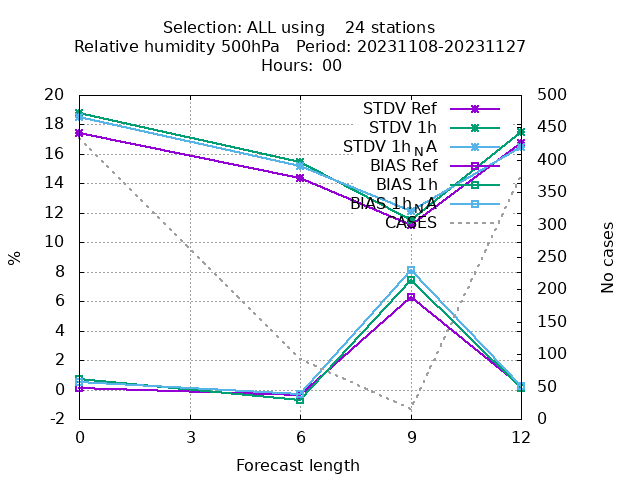 Selection: ALL using    24 stations
Relative humidity 500hPa   Period: 20231108-20231127
Hours: 00
STDV Ref
STDV 1h
STDV 1h_NA
BIAS Ref
BIAS 1h
BIAS 1h_NA
CASES
%
20
18
16
14
12
10
8
6
4
2
0
-2
500
450
400
350
300
250
200
150
100
50
0
No cases
0 3 6 9 12
Forecast length